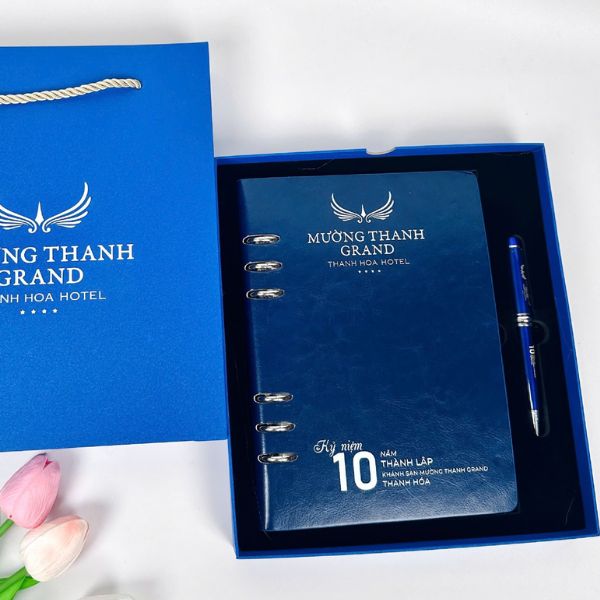 NG THANH
GRAND
NH HOA HOTEL
MƯỜNG THANH
GRAND
THANH HOA HOTEL
Kỷ niệm
10
NĂM
THÀNH LẬP
KHÁCH SẠN MƯỜNG THANH GRAND
THANH HÓA
10